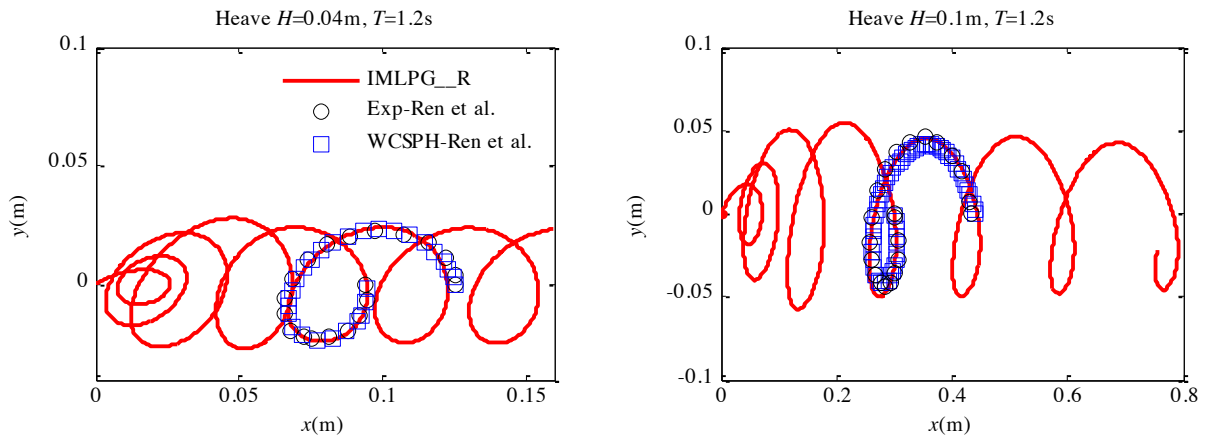 Heave H=0.04m, T=1.2s
0.1
IMLPG__R
Exp-Ren et al.
WCSPH-Ren et al.
0.05
y(m)
0
0
0.05
0.1
0.15
x(m)
Heave H=0.1m, T=1.2s
0.1
0.05
y(m)
0
-0.05
-0.1
0
0.2
0.4
0.6
0.8
x(m)